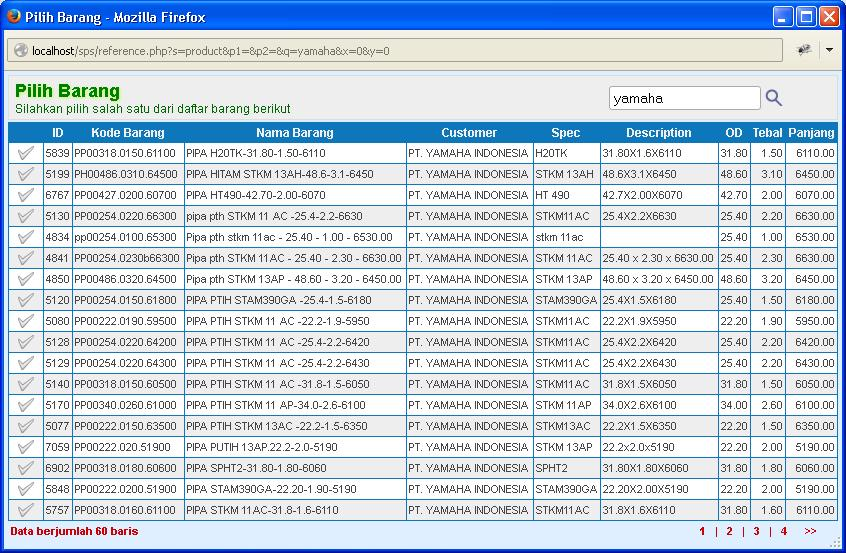 Pilih Barang - Mozilla Firefox
localhost/sps/reference.php?s=product&p1=&p2=&q=yamaha&x=0&y=0
Pilih Barang
Silahkan pilih salah satu dari daftar barang berikut
yamaha
ID Kode Barang Nama Barang Customer Spec Description OD Tebal Panjang
5839 PP00318.0150.61100 PIPA H20TK-31.80-1.50-6110 PT. YAMAHA INDONESIA H20TK 31.80X1.6X6110 31.80 1.50 6110.00
5199 PH00486.0310.64500 PIPA HITAM STKM 13AH-48.6-3.1-6450 PT. YAMAHA INDONESIA STKM 13AH 48.6X3.1X6450 48.60 3.10 6450.00
6767 PP00427.0200.60700 PIPA HT490-42.70-2.00-6070 PT. YAMAHA INDONESIA HT 490 42.7X2.00X6070 42.70 2.00 6070.00
5130 PP00254.0220.66300 pipa pth STKM 11 AC -25.4-2.2-6630 PT. YAMAHA INDONESIA STKM11AC 25.4X2.2X6630 25.40 2.20 6630.00
4834 pp00254.0100.65300 Pipa pth stkm 11ac - 25.40 - 1.00 - 6530.00 PT. YAMAHA INDONESIA stkm 11ac 25.40 1.00 6530.00
4841 PP00254.0230b66300 Pipa pth STKM 11AC - 25.40 - 2.30 - 6630.00 PT. YAMAHA INDONESIA STKM 11AC 25.40 x 2.30 x 6630.00 25.40 2.30 6630.00
4850 PP00486.0320.64500 Pipa pth STKM 13AP - 48.60 - 3.20 - 6450.00 PT. YAMAHA INDONESIA STKM 13AP 48.60 x 3.20 x 6450.00 48.60 3.20 6450.00
5120 PP00254.0150.61800 PIPA PTIH STAM390GA -25.4-1.5-6180 PT. YAMAHA INDONESIA STAM390GA 25.4X1.5X6180 25.40 1.50 6180.00
5080 PP00222.0190.59500 PIPA PTIH STKM 11 AC -22.2-1.9-5950 PT. YAMAHA INDONESIA STKM11AC 22.2X1.9X5950 22.20 1.90 5950.00
5128 PP00254.0220.64200 PIPA PTIH STKM 11 AC -25.4-2.2-6420 PT. YAMAHA INDONESIA STKM11AC 25.4X2.2X6420 25.40 2.20 6420.00
5129 PP00254.0220.64300 PIPA PTIH STKM 11 AC -25.4-2.2-6430 PT. YAMAHA INDONESIA STKM11AC 25.4X2.2X6430 25.40 2.20 6430.00
5140 PP00318.0150.60500 PIPA PTIH STKM 11 AC -31.8-1.5-6050 PT. YAMAHA INDONESIA STKM11AC 31.8X1.5X6050 31.80 1.50 6050.00
5170 PP00340.0260.61000 PIPA PTIH STKM 11 AP-34.0-2.6-6100 PT. YAMAHA INDONESIA STKM 11AP 34.0X2.6X6100 34.00 2.60 6100.00
5077 PP00222.0150.63500 PIPA PTIH STKM 13AC -22.2-1.5-6350 PT. YAMAHA INDONESIA STKM13AC 22.2X1.5X6350 22.20 1.50 6350.00
7059 PP00222.020.51900 PIPA PUTIH 13AP.22.2-2.0-5190 PT. YAMAHA INDONESIA STKM 13AP 22.2x2.0x5190 22.20 2.00 5190.00
6902 PP00318.0180.60600 PIPA SPHT2-31.80-1.80-6060 PT. YAMAHA INDONESIA SPHT2 31.80X1.80X6060 31.80 1.80 6060.00
5848 PP00222.0200.51900 PIPA STAM390GA-22.20-1.90-5190 PT. YAMAHA INDONESIA STAM390GA 22.20X2.00X5190 22.20 2.00 5190.00
5757 PP00318.0160.61100 PIPA STKM 11AC-31.8-1.6-6110 PT. YAMAHA INDONESIA STKM11AC 31.8X1.6X6110 31.80 1.60 6110.00
Data berjumlah 60 baris 1 | 2 | 3 | 4 >>